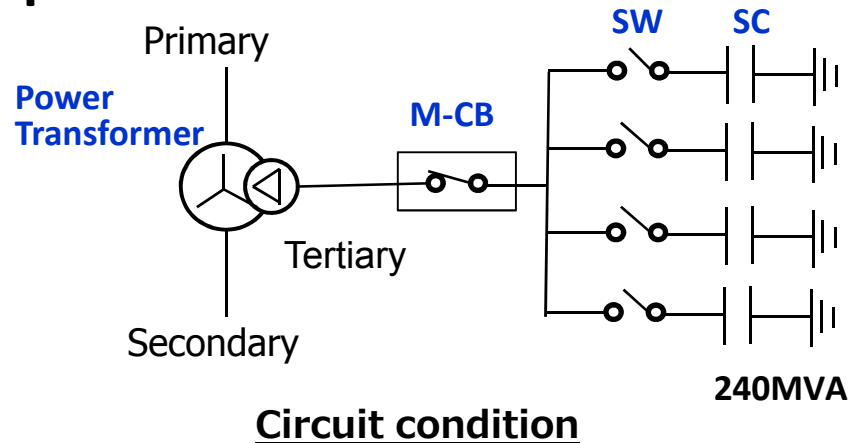 Primary
SW
SC
Power
Transformer
M-CB
Tertiary
Secondary
240MVA
Circuit condition